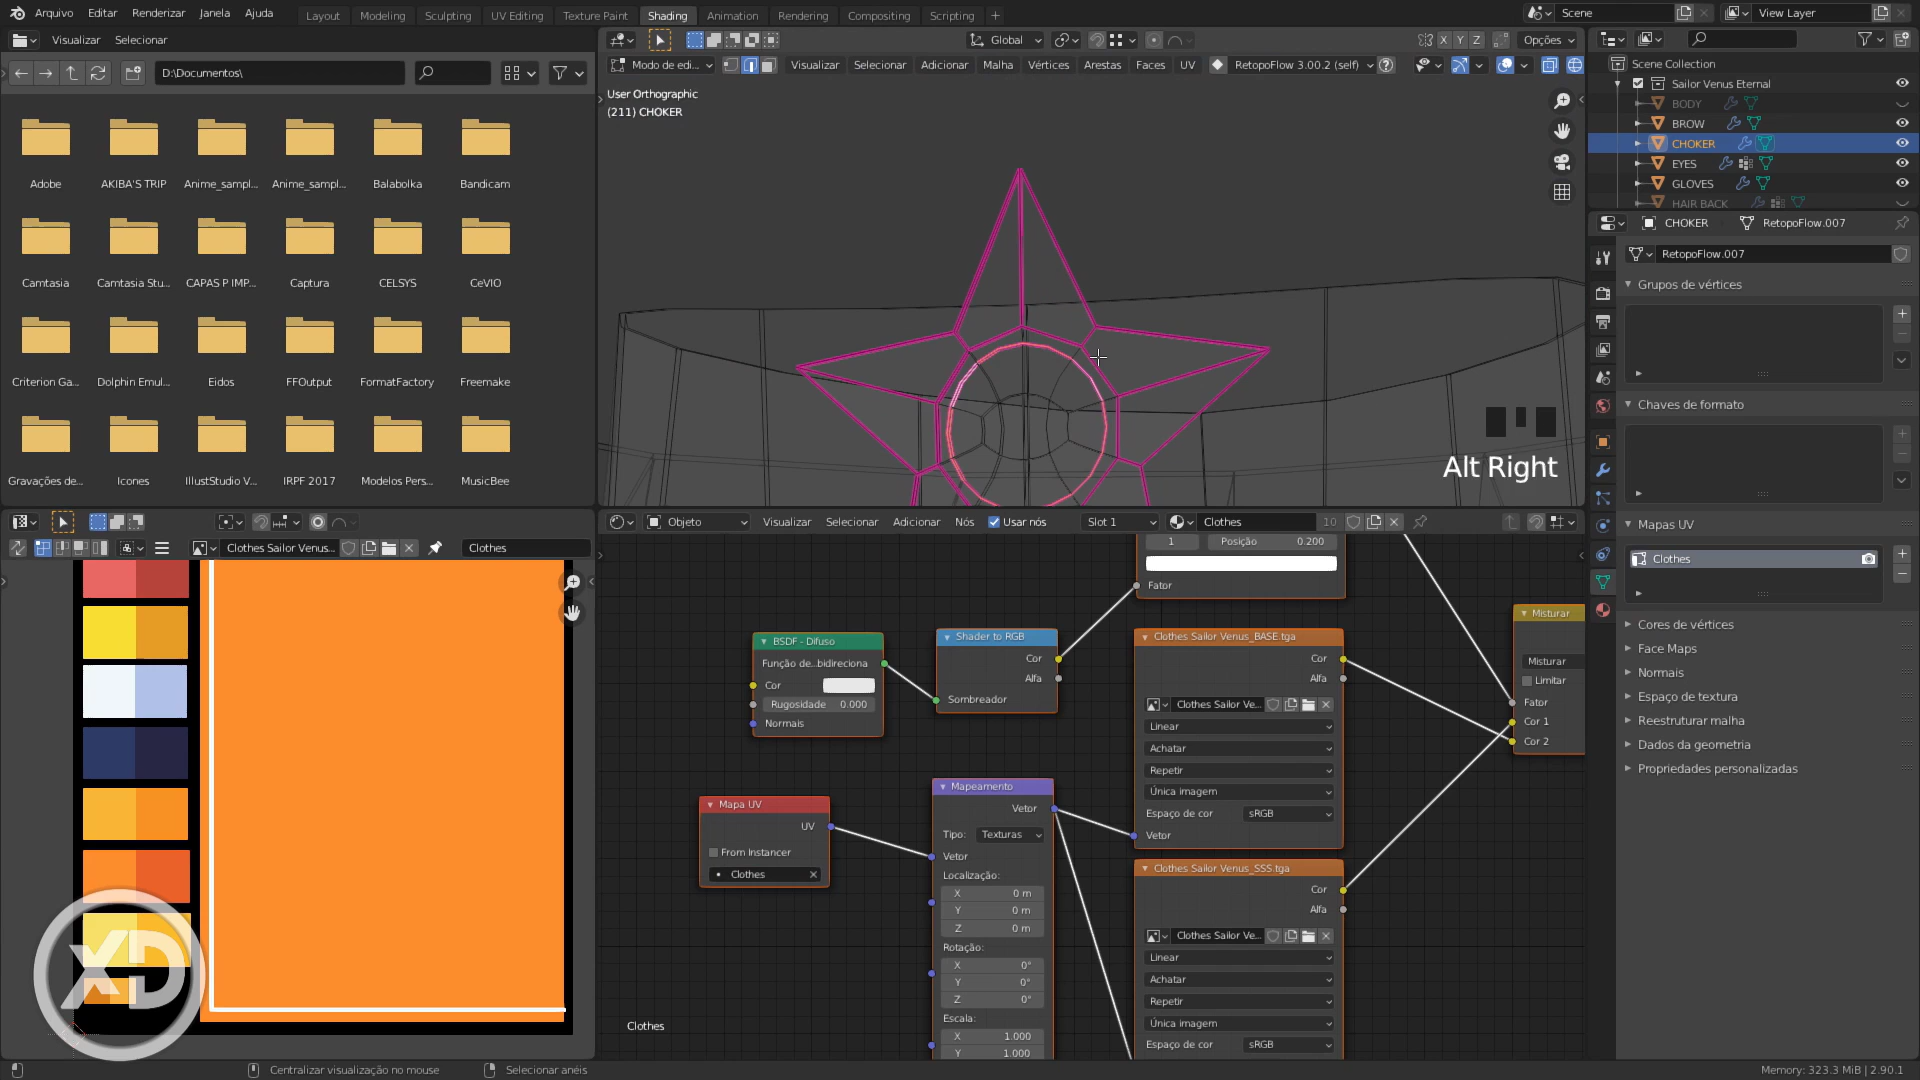 Arquivo Editar Renderizar Janela Ajuda Layout Modeling Sculpting UV Editing Texture Paint Shading Animation Rendering Compositing Scripting + Scene View Layer
Visualizar Selecionar
Global X Y Z Opções
D:\Documentos\
Modo de edi... Visualizar Selecionar Adicionar Malha Vértices Arestas Faces UV RetopoFlow 3.00.2 (self)
User Orthographic
(211) CHOKER
Scene Collection
Sailor Venus Eternal
BODY
BROW
CHOKER
EYES
GLOVES
HAIR BACK
Adobe AKIBA'S TRIP Anime_sampl... Anime_sampl... Balabolka Bandicam
Camtasia Camtasia Stu... CAPAS P IMP... Captura CELSYS CeVIO
Criterion Ga... Dolphin Emul... Eidos FFOutput FormatFactory Freemake
Gravações de... Icones IllustStudio V... IRPF 2017 Modelos Pers... MusicBee
Alt Right
CHOKER RetopoFlow.007
RetopoFlow.007
Grupos de vértices
Chaves de formato
Mapas UV
Clothes
Cores de vértices
Face Maps
Normais
Espaço de textura
Reestruturar malha
Dados da geometria
Propriedades personalizadas
Clothes Sailor Venus... Clothes
XD
Objeto Visualizar Selecionar Adicionar Nós Usar nós Slot 1 Clothes 10
1 Posição 0.200
Fator
BSDF - Difuso
Função de...bidireciona
Cor
Rugosidade 0.000
Normais
Shader to RGB
Cor
Alfa
Sombreador
Clothes Sailor Venus_BASE.tga
Cor
Alfa
Clothes Sailor Ve...
Linear
Achatar
Repetir
Única imagem
Espaço de cor sRGB
Vetor
Misturar
Misturar
Limitar
Fator
Cor 1
Cor 2
Mapa UV
UV
From Instancer
Clothes
Mapeamento
Vetor
Tipo: Texturas
Vetor
Localização:
X 0 m
Y 0 m
Z 0 m
Rotação:
X 0°
Y 0°
Z 0°
Escala:
X 1.000
Y 1.000
Clothes Sailor Venus_SSS.tga
Cor
Alfa
Clothes Sailor Ve...
Linear
Achatar
Repetir
Única imagem
Espaço de cor sRGB
Clothes
Centralizar visualização no mouse Selecionar anéis Memory: 323.3 MiB | 2.90.1